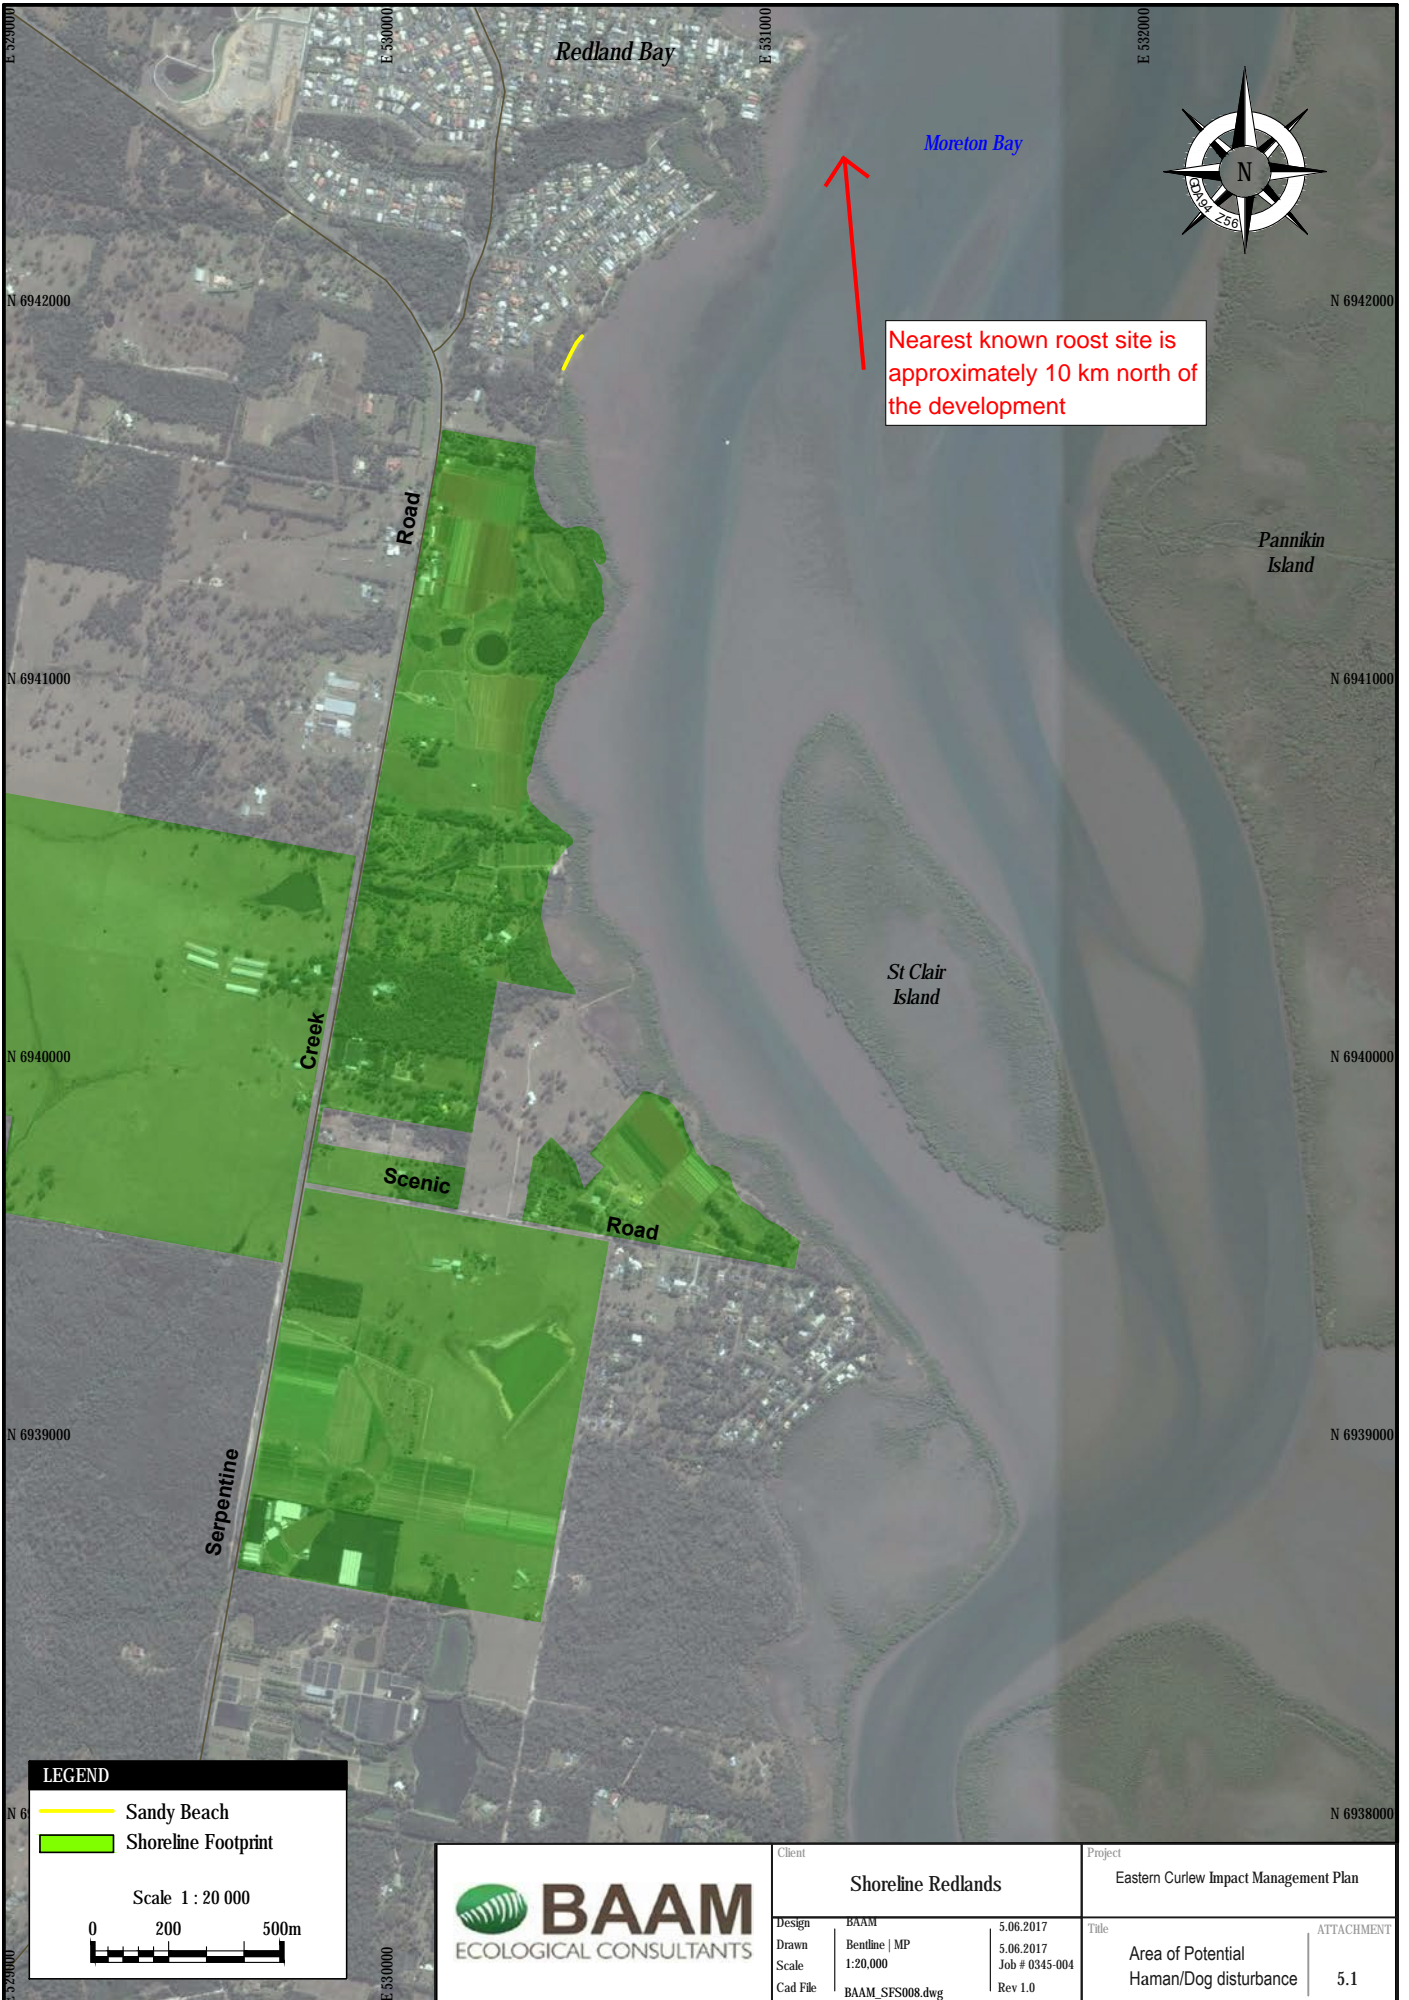 E 529000
E 530000
E 531000
E 532000
Redland Bay
Moreton Bay
N
GDA94 Z56
N 6942000
N 6942000
Nearest known roost site is
approximately 10 km north of
the development
Road
Pannikin
Island
N 6941000
N 6941000
St Clair
Island
Creek
N 6940000
N 6940000
Scenic
Road
N 6939000
N 6939000
Serpentine
LEGEND
Sandy Beach
Shoreline Footprint
Scale 1 : 20 000
0 200 500m
N 6938000
529000
E 530000
BAAM
ECOLOGICAL CONSULTANTS
Client
Shoreline Redlands
Project
Eastern Curlew Impact Management Plan
Design BAAM 5.06.2017
Drawn Bentline | MP 5.06.2017
Scale 1:20,000 Job # 0345-004
Cad File BAAM_SFS008.dwg Rev 1.0
Title
Area of Potential
Haman/Dog disturbance
ATTACHMENT
5.1